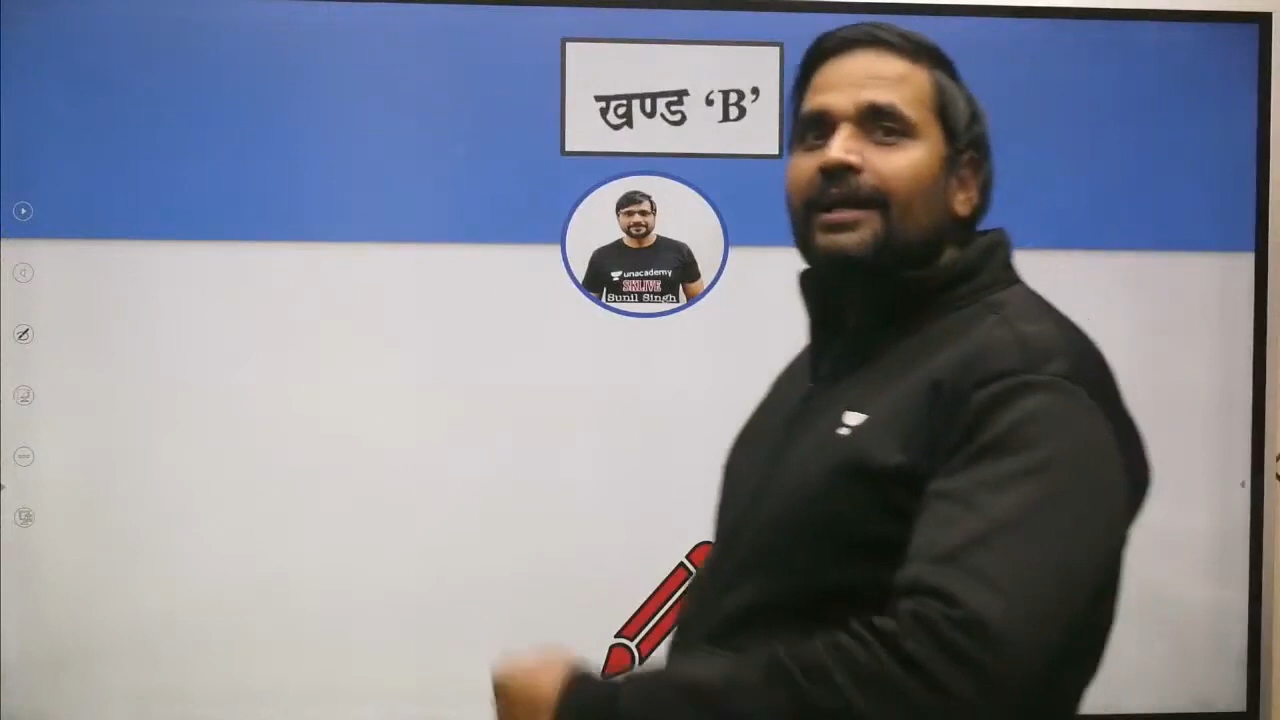 खण्ड ‘B’
unacademy
SKLIVE
Sunil Singh